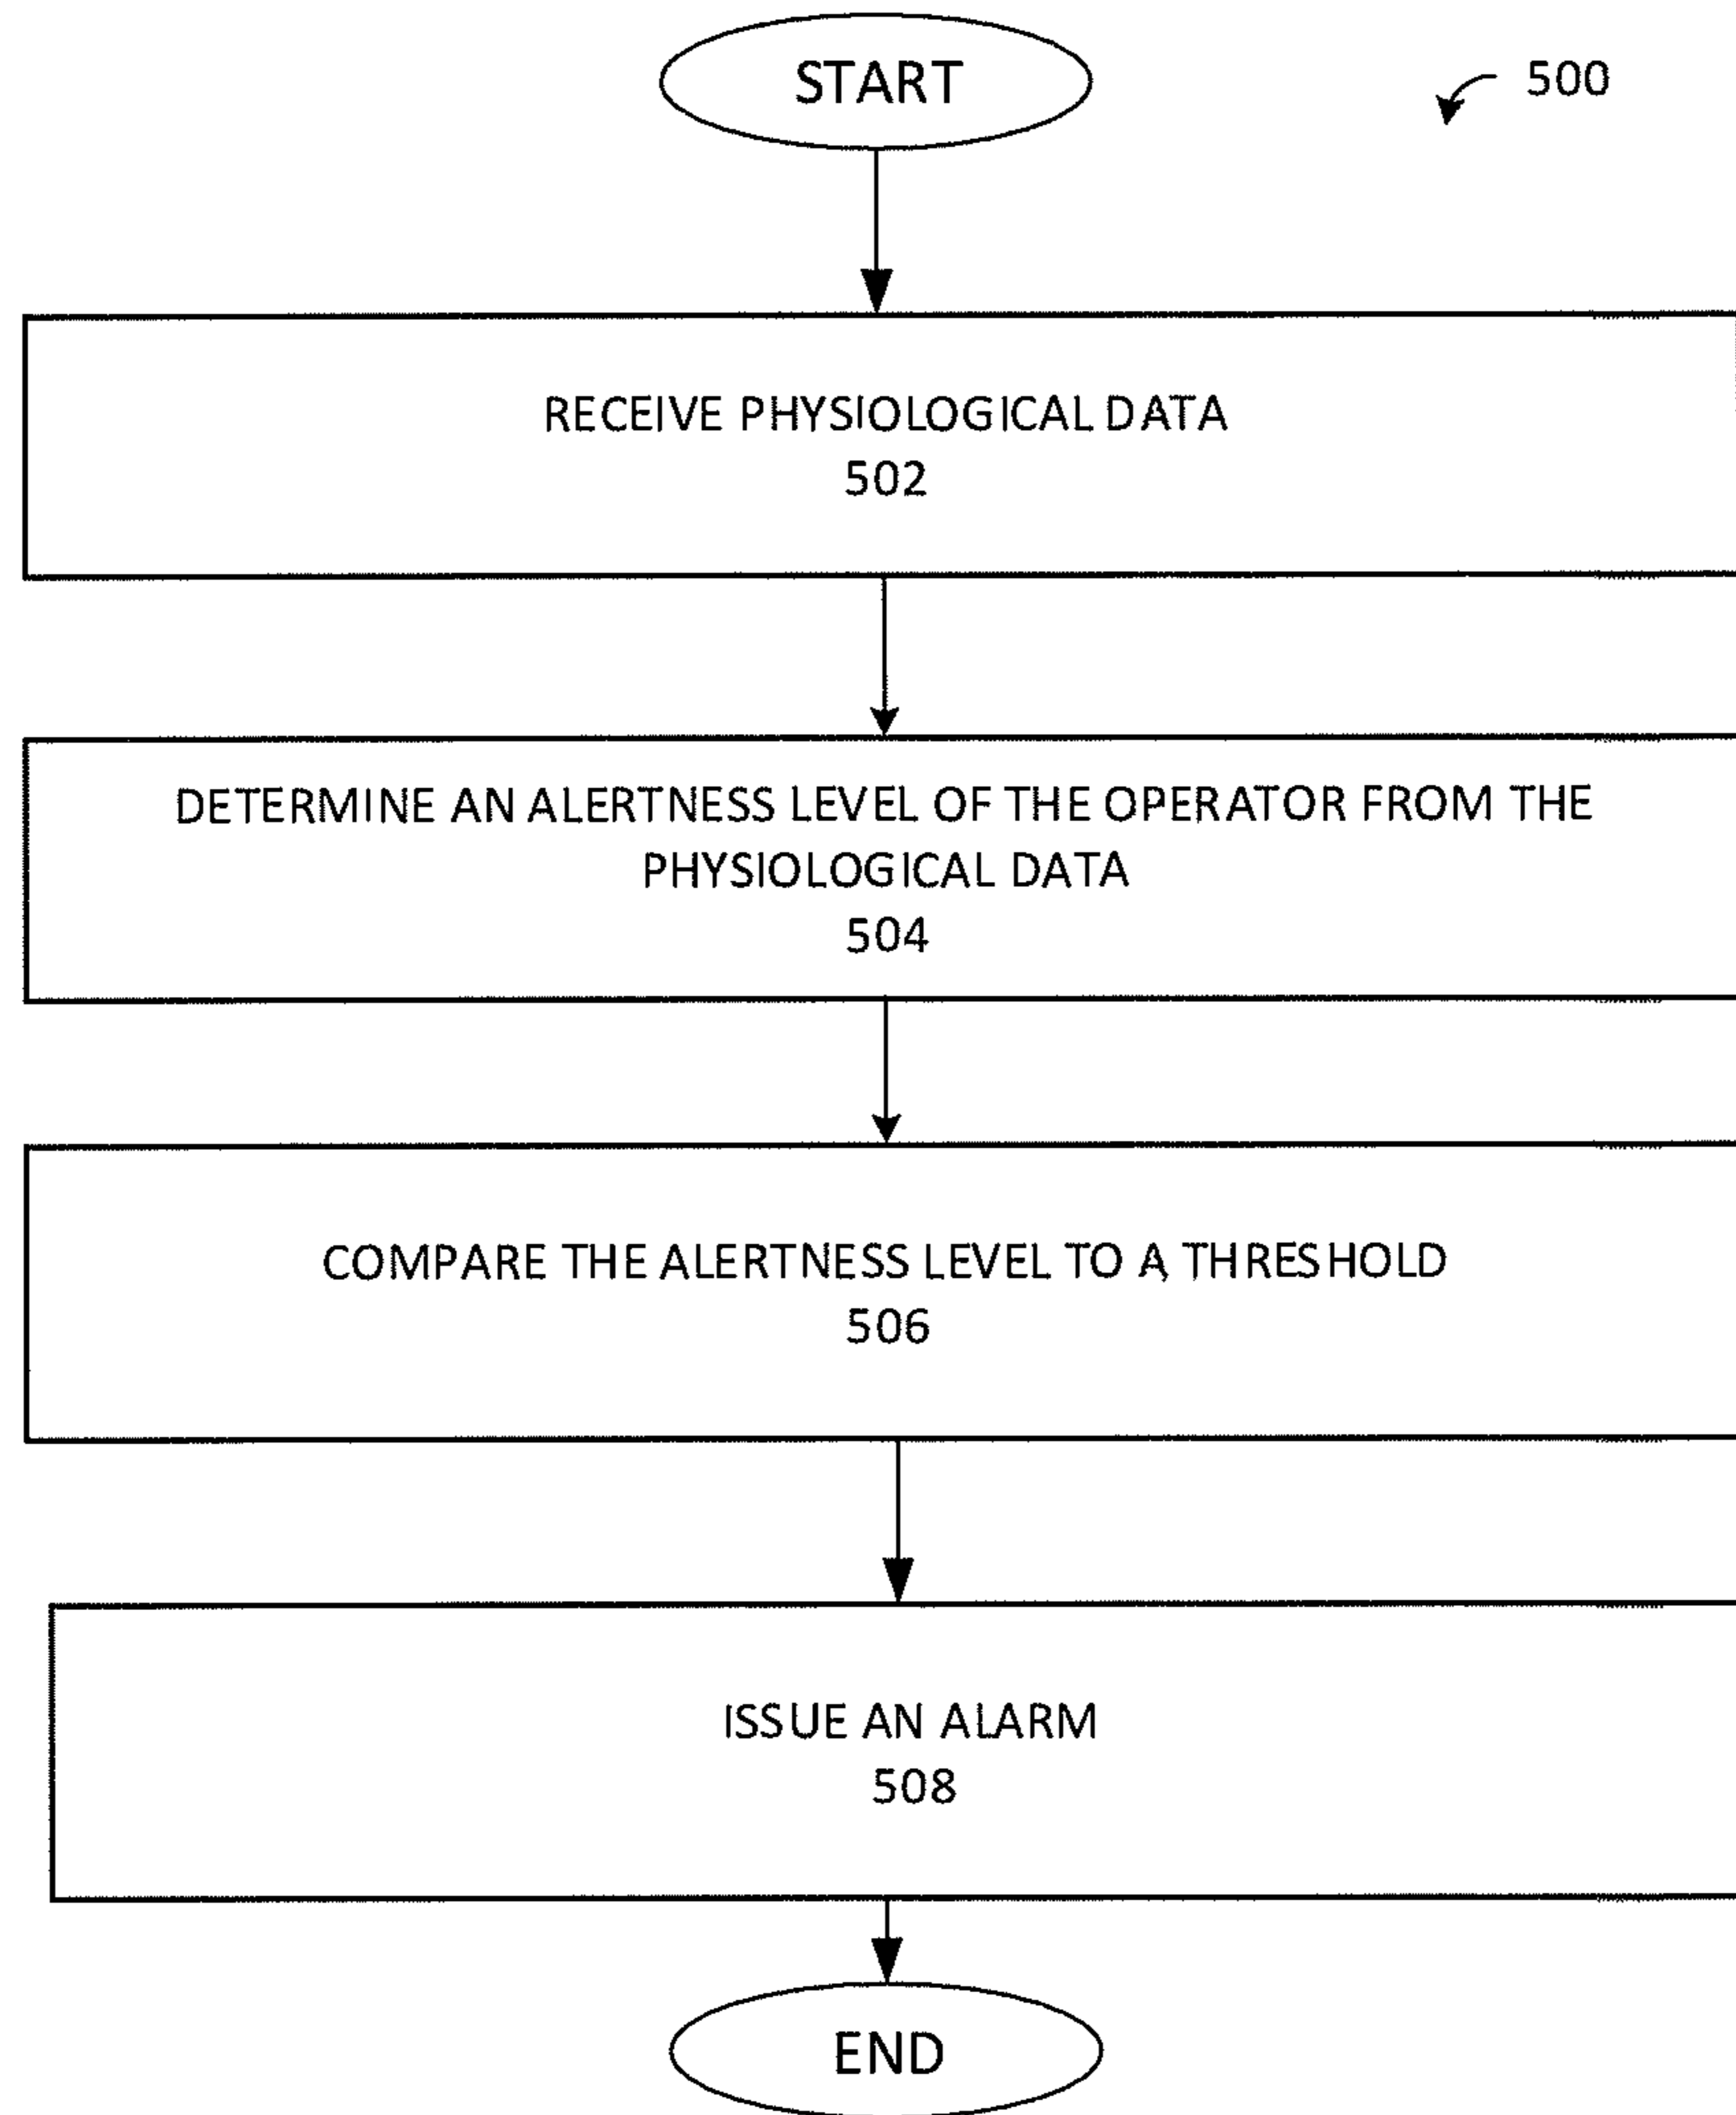 START
500
RECEIVE PHYSIOLOGICAL DATA
502
DETERMINE AN ALERTNESS LEVEL OF THE OPERATOR FROM THE
PHYSIOLOGICAL DATA
504
COMPARE THE ALERTNESS LEVEL TO A THRESHOLD
506
ISSUE AN ALARM
508
END